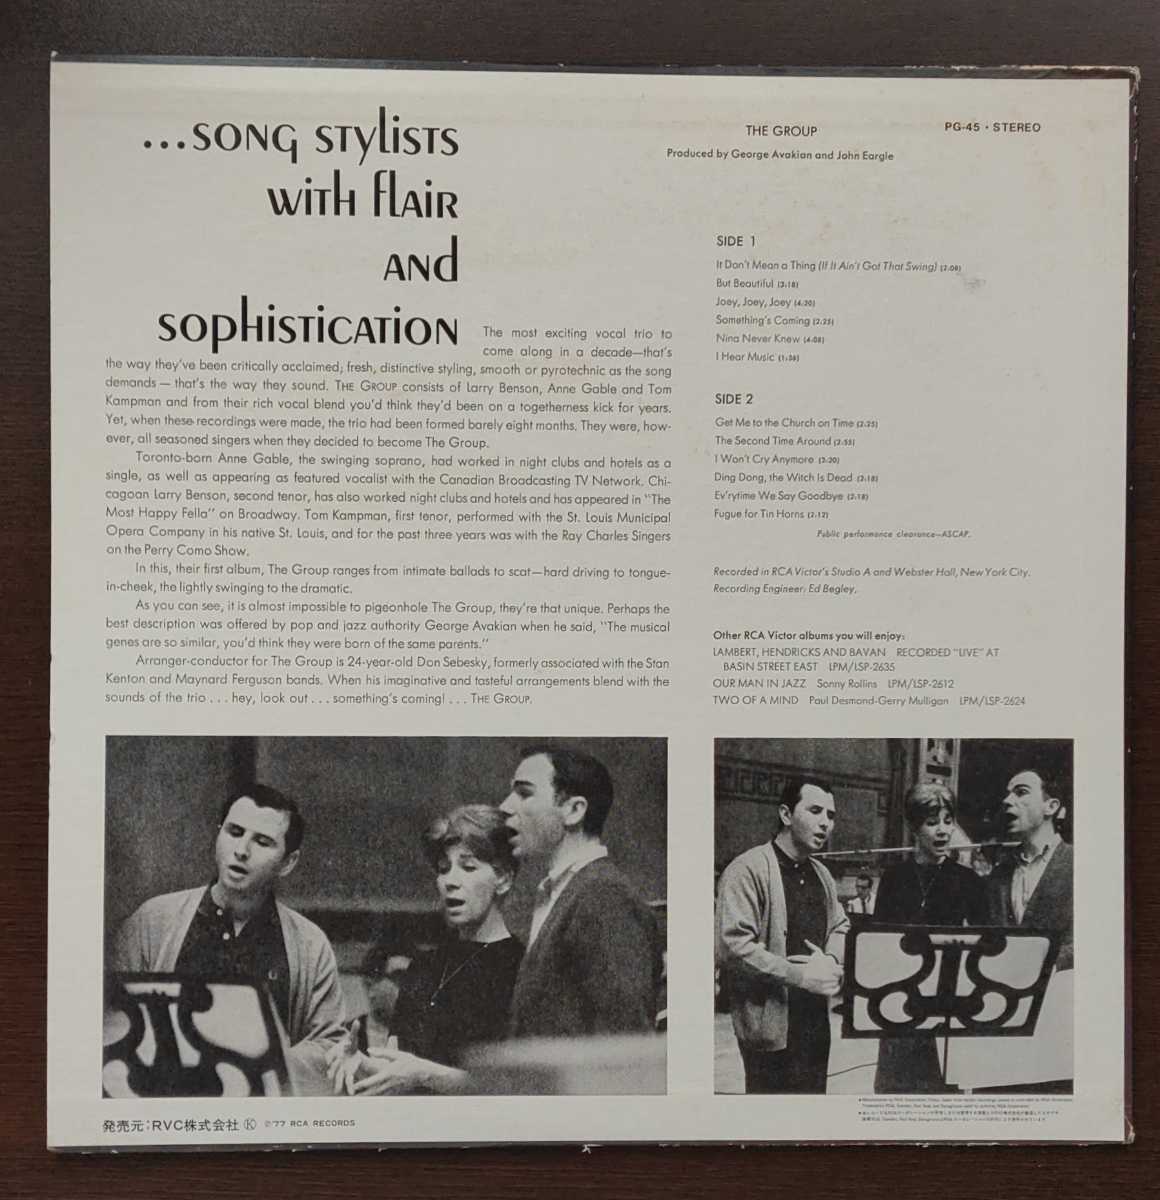 ...SONG STYLISTS
WITH FLAIR
AND
SOPHISTICATION
The most exciting vocal trio to
come along in a decade—that's
the way they've been critically acclaimed; fresh, distinctive styling, smooth or pyrotechnic as the song
demands — that's the way they sound. THE GROUP consists of Larry Benson, Anne Gable and Tom
Kampman and from their rich vocal blend you'd think they'd been on a togetherness kick for years.
Yet, when these recordings were made, the trio had been formed barely eight months. They were, how-
ever, all seasoned singers when they decided to become The Group.
Toronto-born Anne Gable, the swinging soprano, had worked in night clubs and hotels as a
single, as well as appearing as featured vocalist with the Canadian Broadcasting TV Network. Chi-
cagoan Larry Benson, second tenor, has also worked night clubs and hotels and has appeared in "The
Most Happy Fella" on Broadway. Tom Kampman, first tenor, performed with the St. Louis Municipal
Opera Company in his native St. Louis, and for the past three years was with the Ray Charles Singers
on the Perry Como Show.
In this, their first album, The Group ranges from intimate ballads to scat—hard driving to tongue-
in-cheek, the lightly swinging to the dramatic.
As you can see, it is almost impossible to pigeonhole The Group, they're that unique. Perhaps the
best description was offered by pop and jazz authority George Avakian when he said, "The musical
genes are so similar, you'd think they were born of the same parents."
Arranger-conductor for The Group is 24-year-old Don Sebesky, formerly associated with the Stan
Kenton and Maynard Ferguson bands. When his imaginative and tasteful arrangements blend with the
sounds of the trio . . . hey, look out . . . something's coming! . . . THE GROUP.
THE GROUP
PG-45 · STEREO
Produced by George Avakian and John Eargle
SIDE 1
It Don't Mean a Thing (If It Ain't Got That Swing) (2:08)
But Beautiful (3:18)
Joey, Joey, Joey (4:20)
Something's Coming (2:25)
Nina Never Knew (4:08)
I Hear Music (1:38)
SIDE 2
Get Me to the Church on Time (2:25)
The Second Time Around (2:55)
I Won't Cry Anymore (3:20)
Ding Dong, the Witch Is Dead (2:18)
Ev'rytime We Say Goodbye (3:18)
Fugue for Tin Horns (2:12)
Public performance clearance—ASCAP.
Recorded in RCA Victor's Studio A and Webster Hall, New York City.
Recording Engineer: Ed Begley.
Other RCA Victor albums you will enjoy:
LAMBERT, HENDRICKS AND BAVAN RECORDED "LIVE" AT
BASIN STREET EAST LPM/LSP-2635
OUR MAN IN JAZZ Sonny Rollins LPM/LSP-2612
TWO OF A MIND Paul Desmond-Gerry Mulligan LPM/LSP-2624
発売元:RVC株式会社 Ⓚ ℗'77 RCA RECORDS